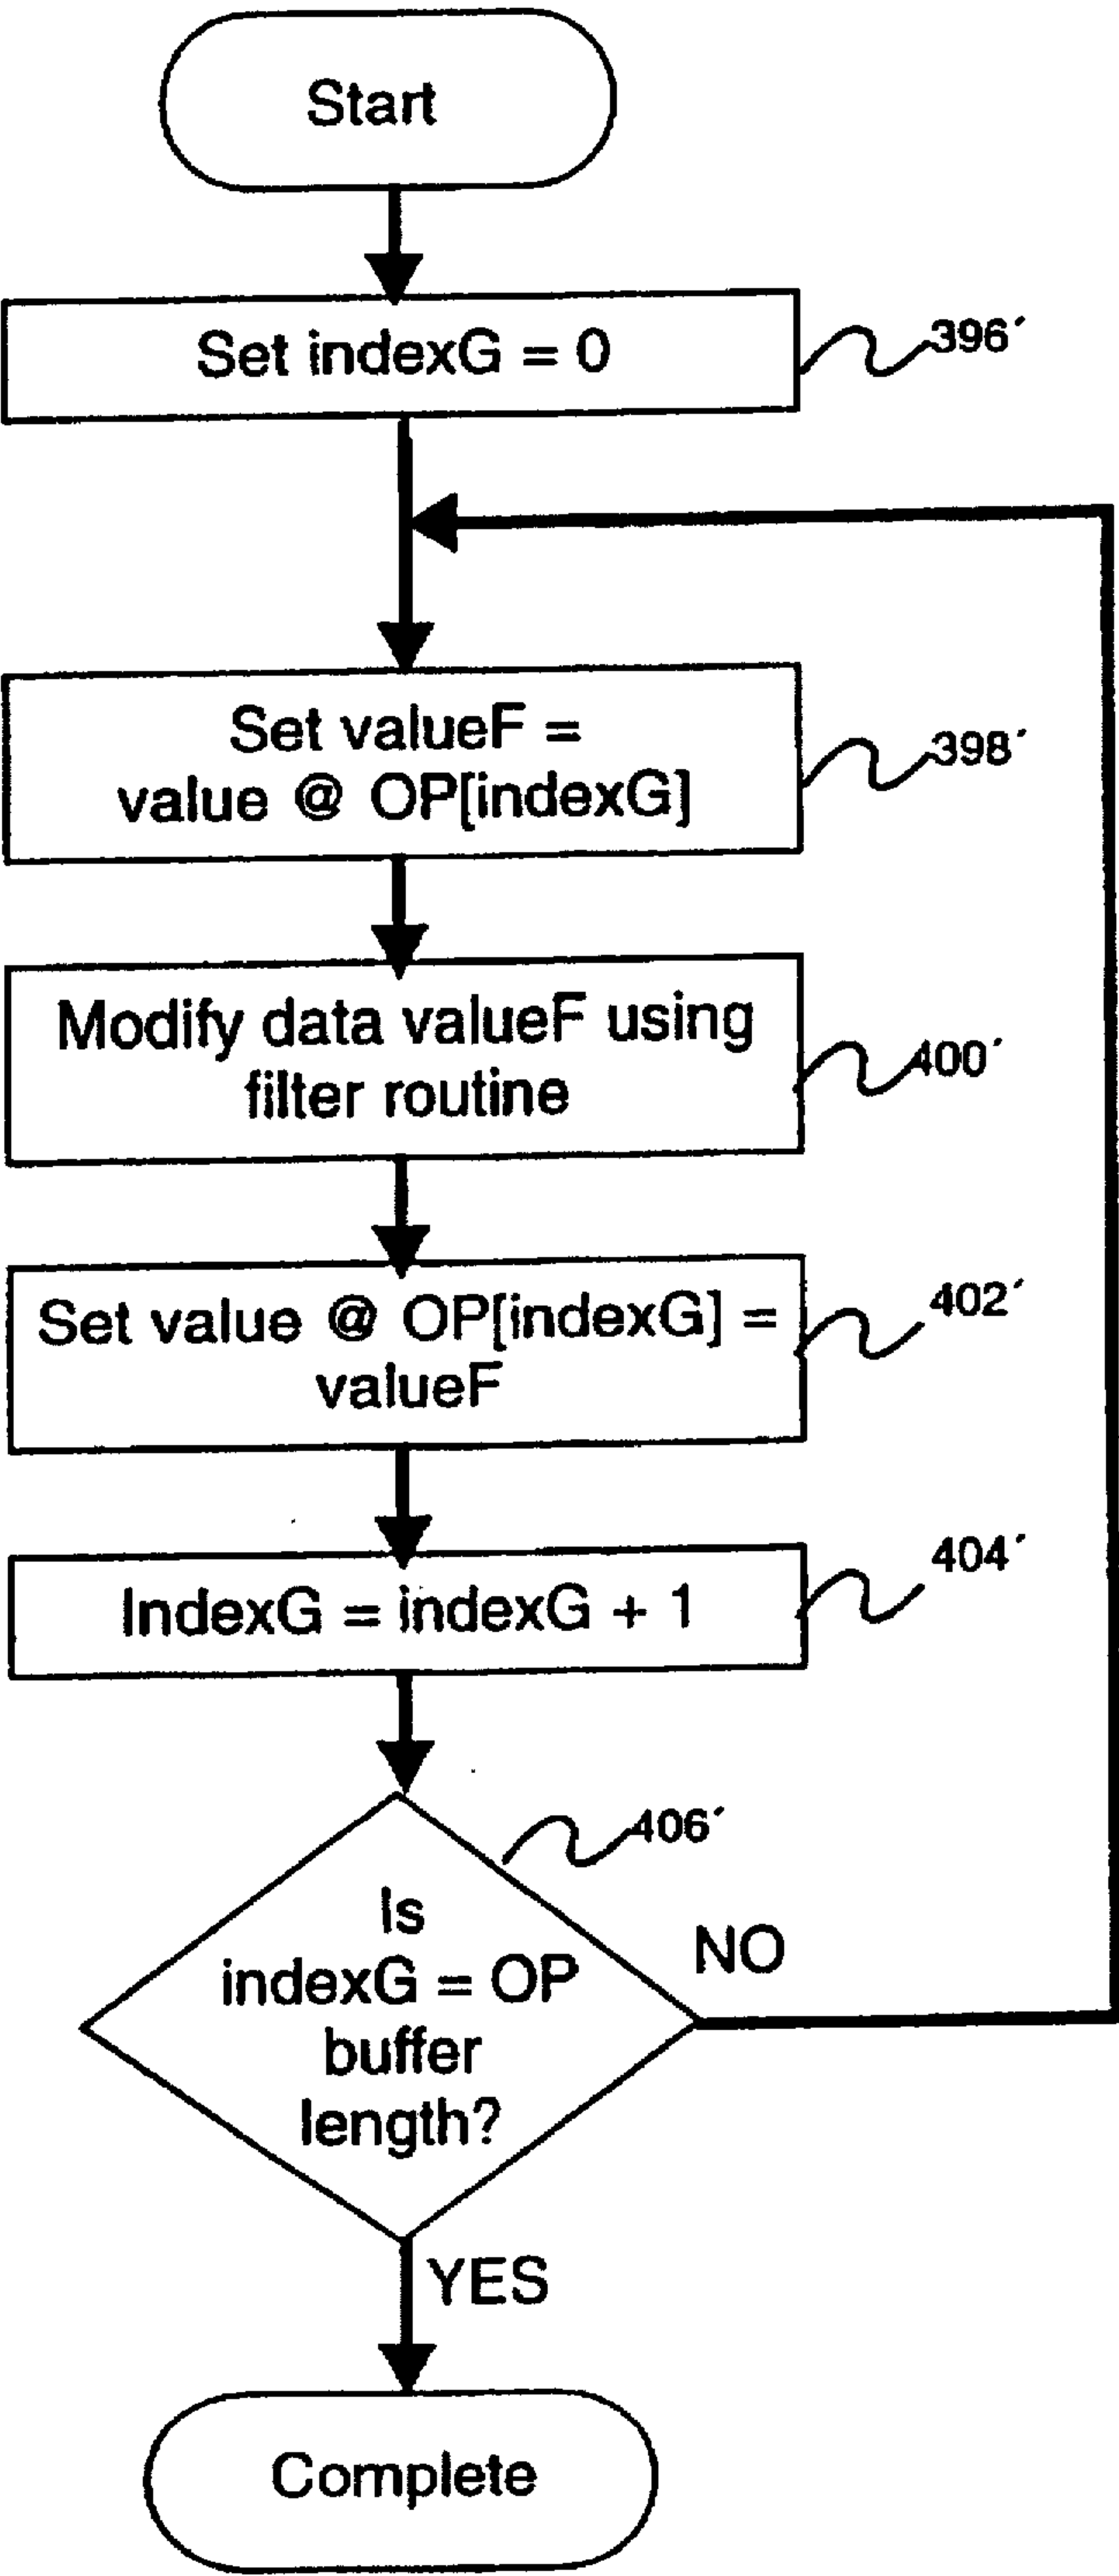 Start
Set indexG = 0
396´
Set valueF =
value @ OP[indexG]
398´
Modify data valueF using
filter routine
400´
Set value @ OP[indexG] =
valueF
402´
IndexG = indexG + 1
404´
406´
Is
indexG = OP
buffer
length?
NO
YES
Complete